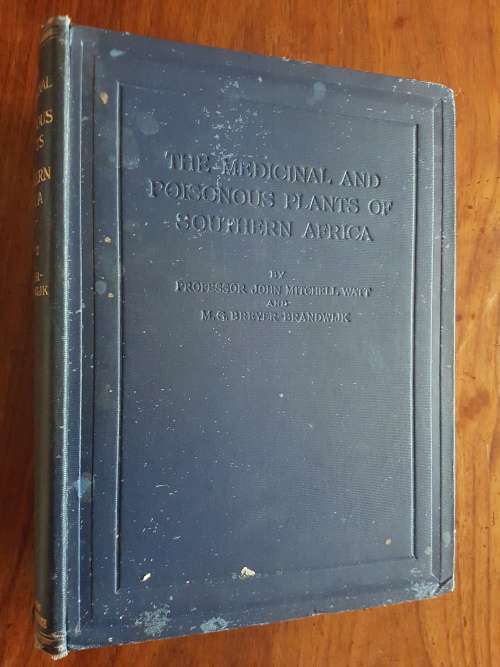 THE MEDICINAL AND
POISONOUS PLANTS OF
SOUTHERN AFRICA
BY
PROFESSOR JOHN MITCHELL WATT
AND
M. G. BREYER-BRANDWIJK